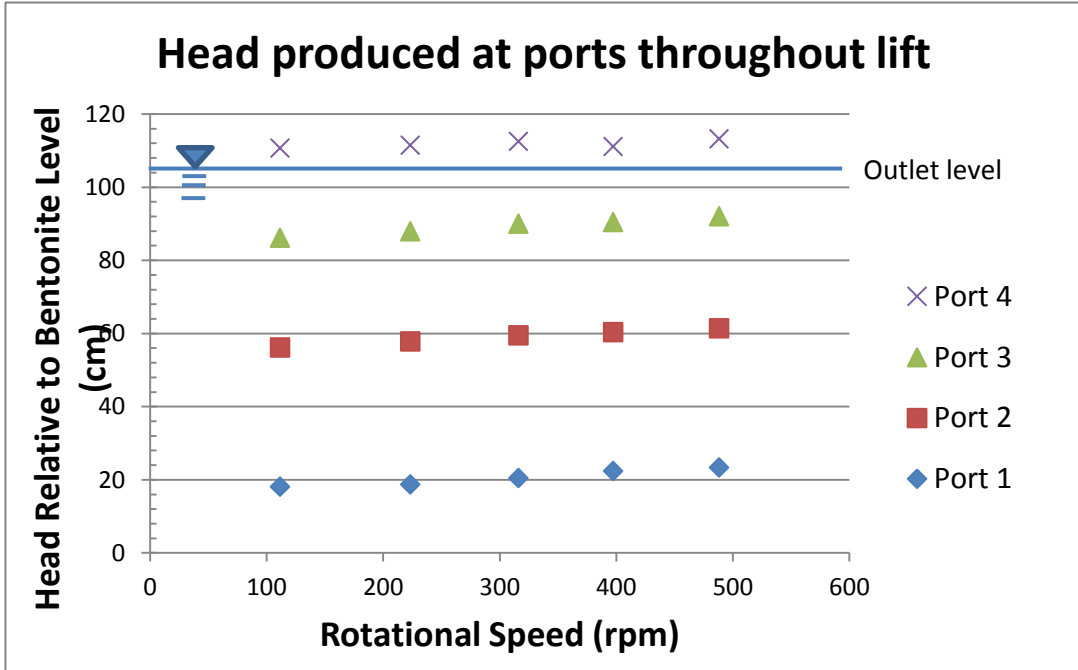 Head produced at ports throughout lift
Head Relative to Bentonite Level
(cm)
120
100
80
60
40
20
0
0 100 200 300 400 500 600
Rotational Speed (rpm)
Outlet level
Port 4
Port 3
Port 2
Port 1